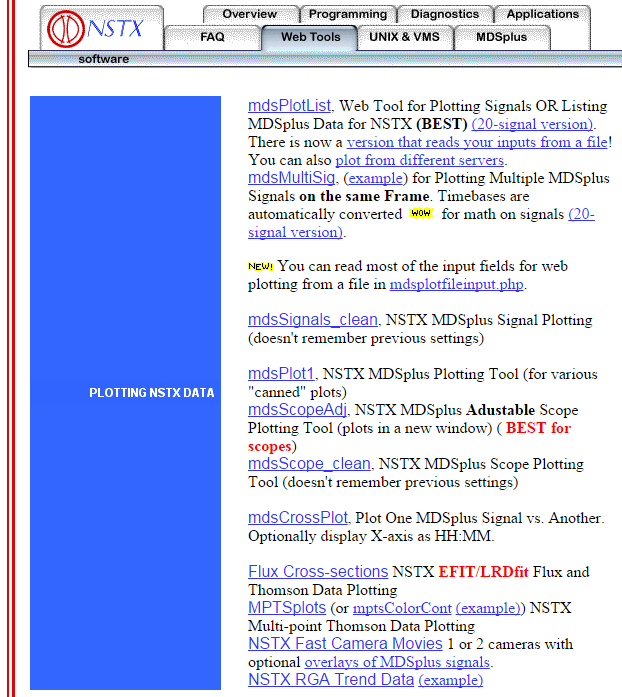 NSTX
Overview Programming Diagnostics Applications
FAQ Web Tools UNIX & VMS MDSplus
software
PLOTTING NSTX DATA
mdsPlotList, Web Tool for Plotting Signals OR Listing
MDSplus Data for NSTX (BEST) (20-signal version).
There is now a version that reads your inputs from a file!
You can also plot from different servers.
mdsMultiSig, (example) for Plotting Multiple MDSplus
Signals on the same Frame. Timebases are
automatically converted WOW for math on signals (20-
signal version).
NEW! You can read most of the input fields for web
plotting from a file in mdsplotfileinput.php.
mdsSignals_clean, NSTX MDSplus Signal Plotting
(doesn't remember previous settings)
mdsPlot1, NSTX MDSplus Plotting Tool (for various
"canned" plots)
mdsScopeAdj, NSTX MDSplus Adustable Scope
Plotting Tool (plots in a new window) ( BEST for
scopes)
mdsScope_clean, NSTX MDSplus Scope Plotting
Tool (doesn't remember previous settings)
mdsCrossPlot, Plot One MDSplus Signal vs. Another.
Optionally display X-axis as HH:MM.
Flux Cross-sections NSTX EFIT/LRDfit Flux and
Thomson Data Plotting
MPTSplots (or mptsColorCont (example)) NSTX
Multi-point Thomson Data Plotting
NSTX Fast Camera Movies 1 or 2 cameras with
optional overlays of MDSplus signals.
NSTX RGA Trend Data (example)